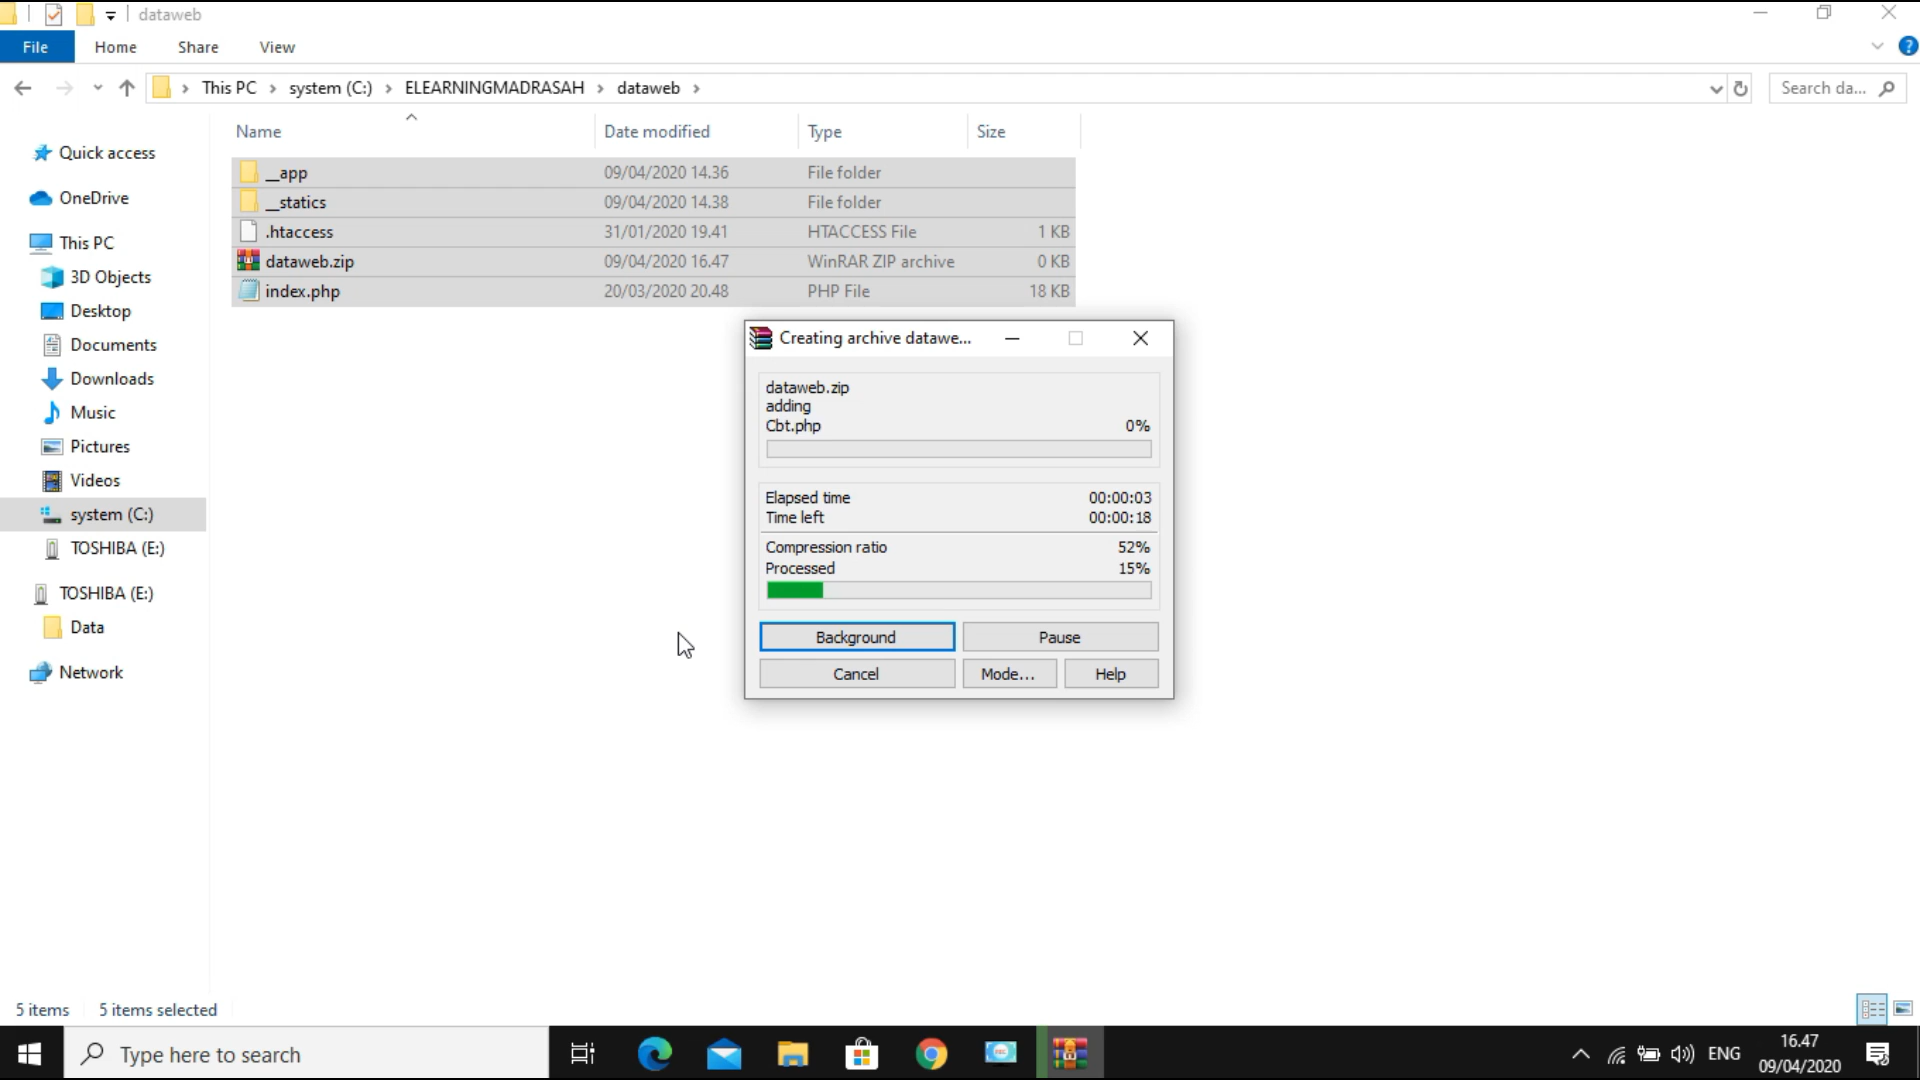 dataweb
File Home Share View
This PC system (C:) ELEARNINGMADRASAH dataweb
Search da...
Name Date modified Type Size
__app 09/04/2020 14.36 File folder
__statics 09/04/2020 14.38 File folder
.htaccess 31/01/2020 19.41 HTACCESS File 1 KB
dataweb.zip 09/04/2020 16.47 WinRAR ZIP archive 0 KB
index.php 20/03/2020 20.48 PHP File 18 KB
Quick access
OneDrive
This PC
3D Objects
Desktop
Documents
Downloads
Music
Pictures
Videos
system (C:)
TOSHIBA (E:)
TOSHIBA (E:)
Data
Network
Creating archive datawe...
dataweb.zip
adding
Cbt.php 0%
Elapsed time 00:00:03
Time left 00:00:18
Compression ratio 52%
Processed 15%
Background Pause
Cancel Mode... Help
5 items 5 items selected
Type here to search
ENG
16.47
09/04/2020